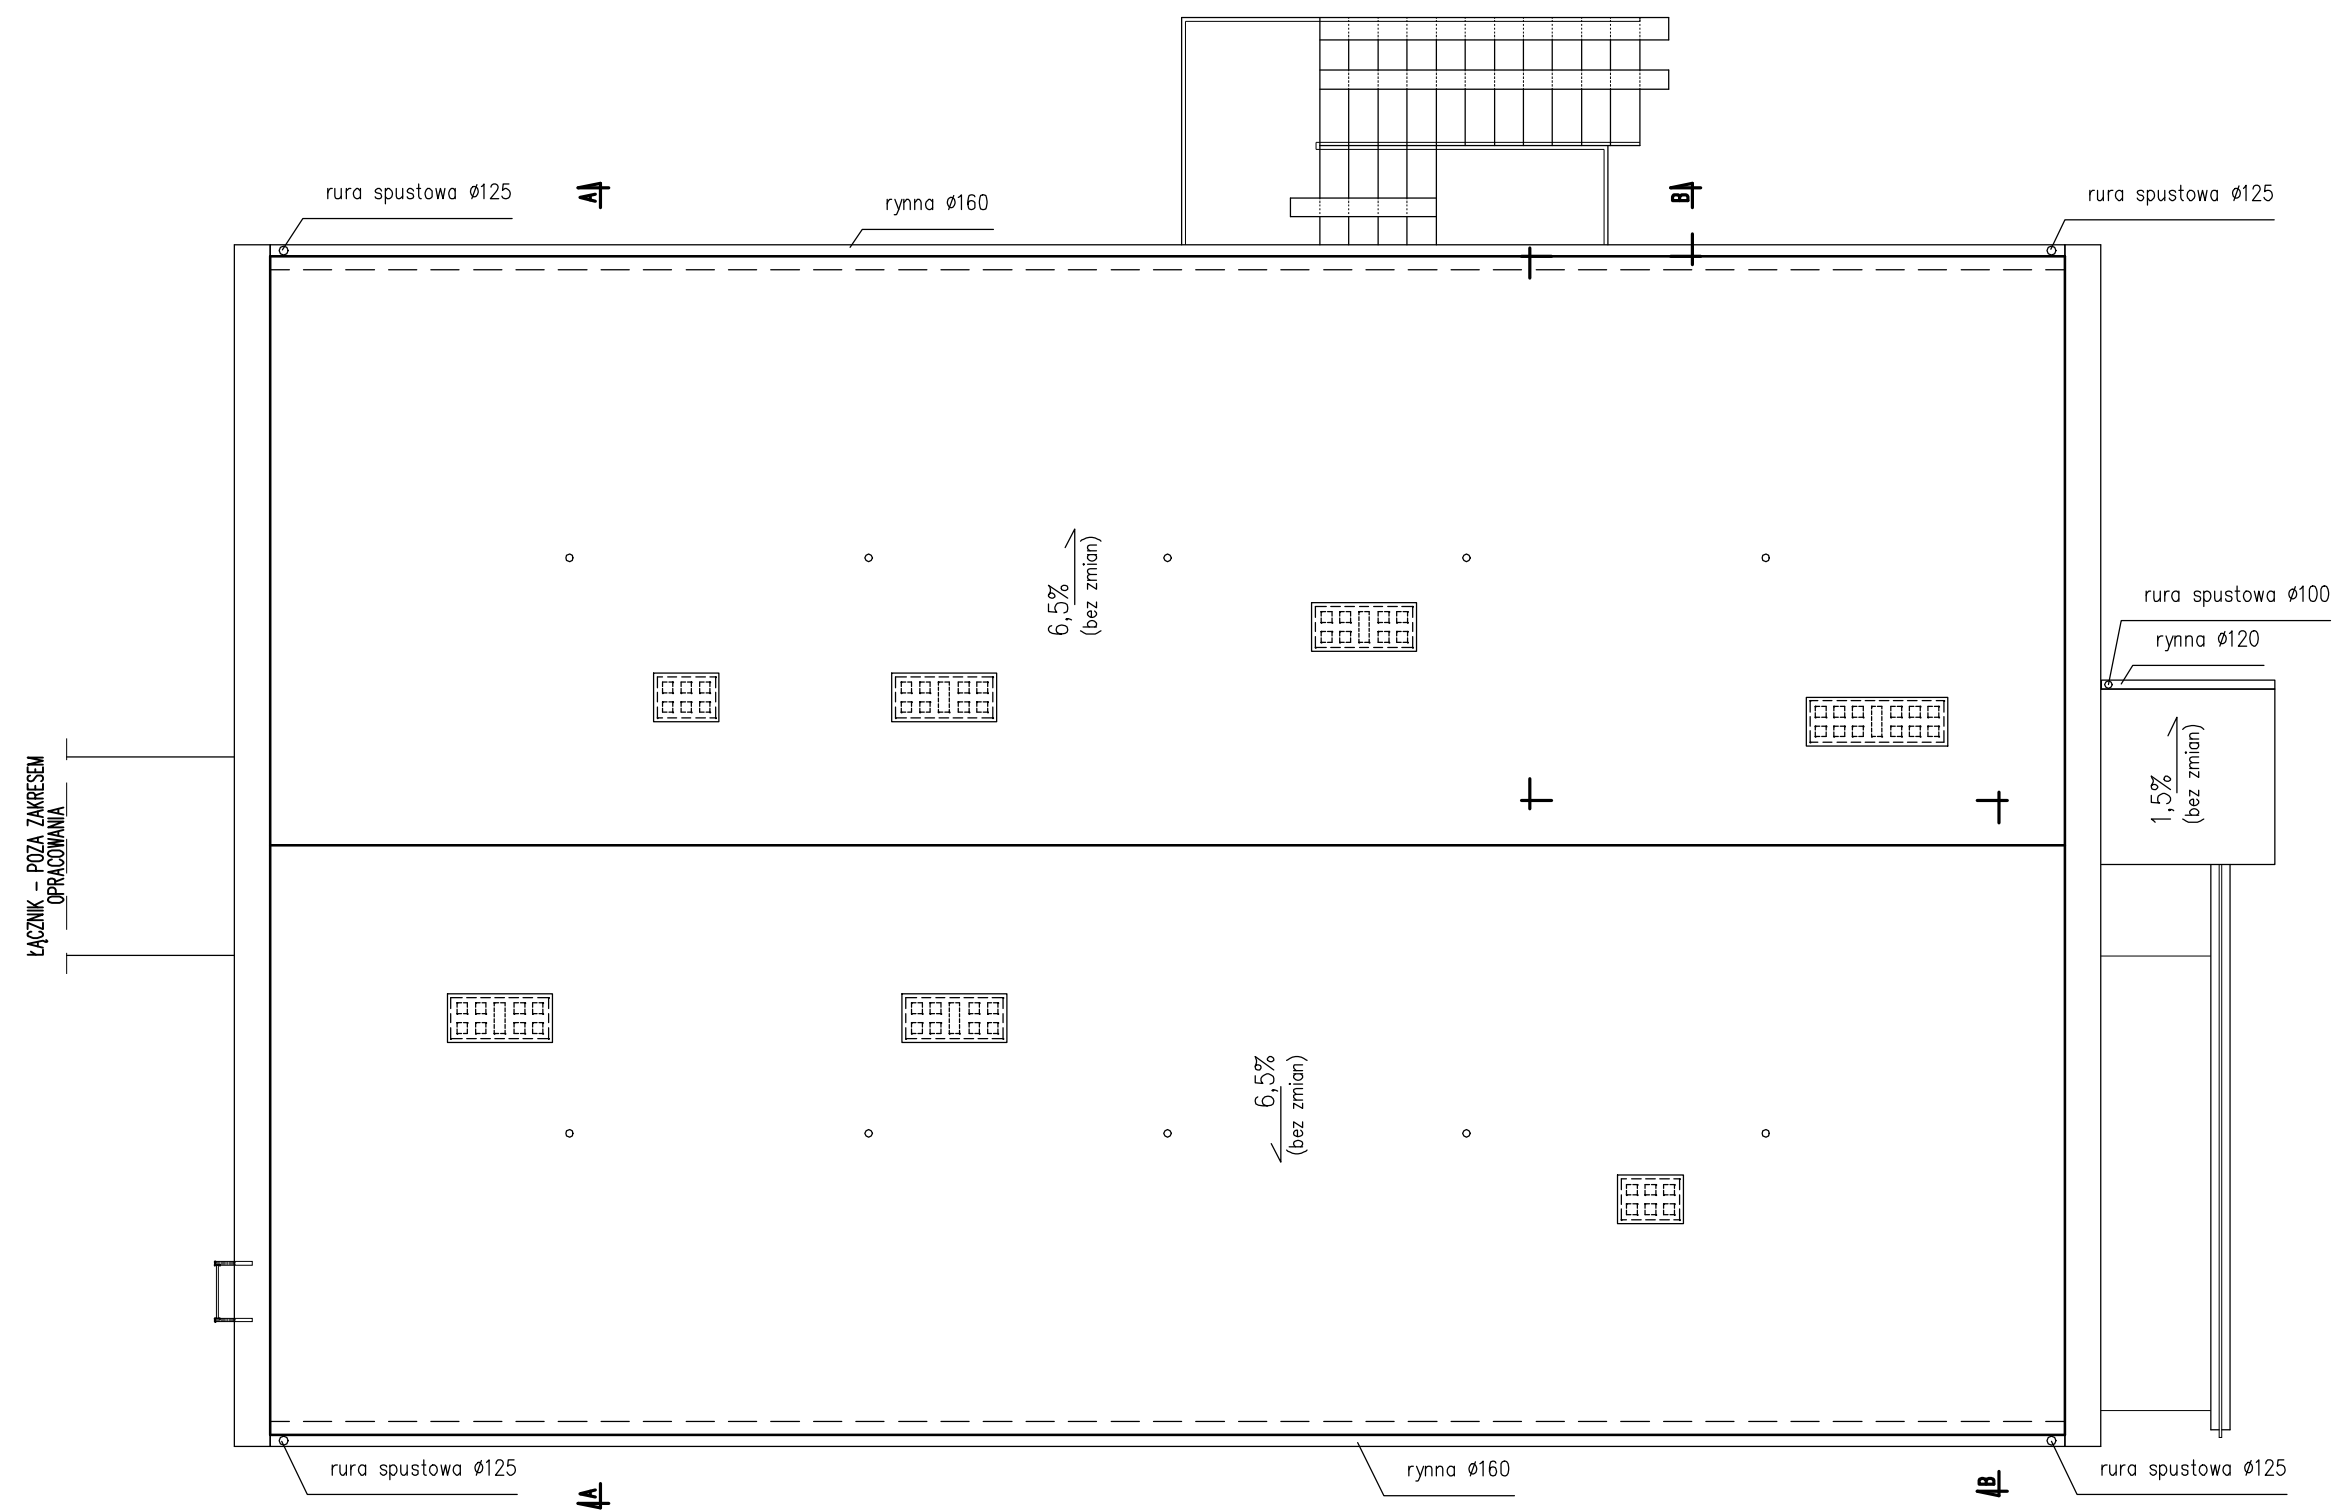 rura spustowa Ø125
A
rynna Ø160
B
rura spustowa Ø125
6,5%
(bez zmian)
rura spustowa Ø100
rynna Ø120
1,5%
(bez zmian)
ŁĄCZNIK - POZA ZAKRESEM
OPRACOWANIA
6,5%
(bez zmian)
rura spustowa Ø125
A
rynna Ø160
B
rura spustowa Ø125